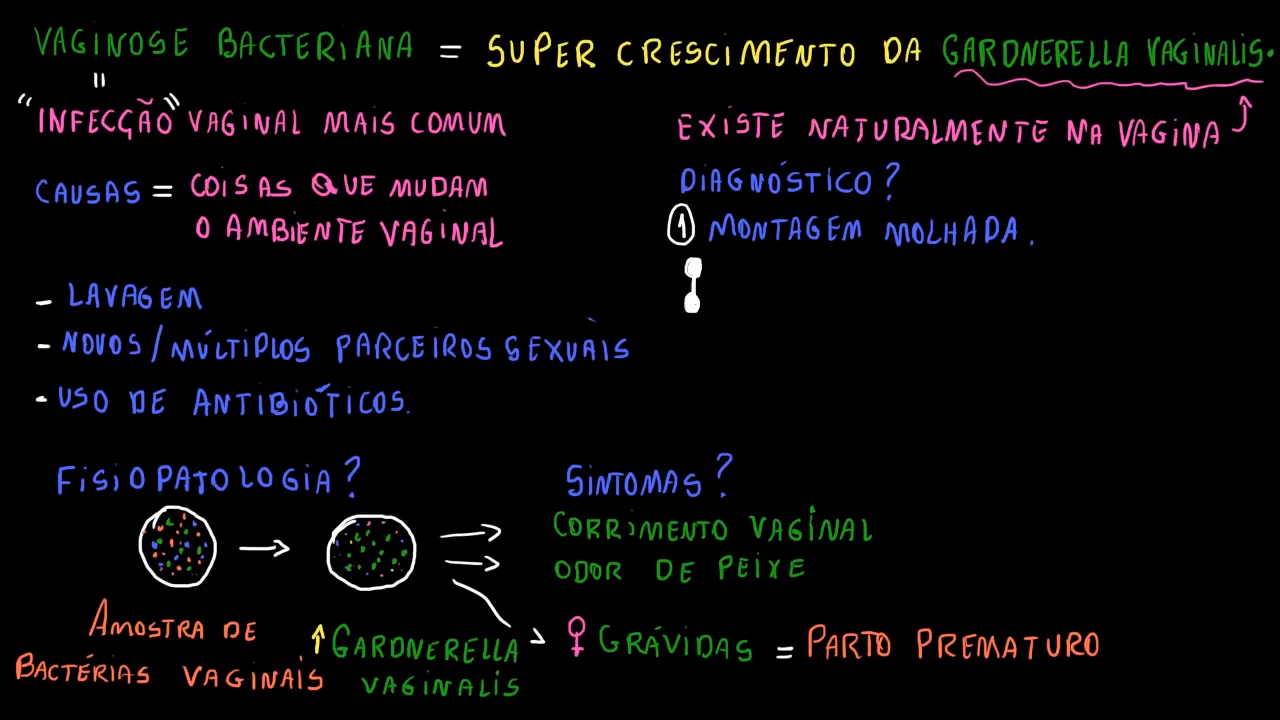 VAGINOSE BACTERIANA = SUPER CRESCIMENTO DA GARDNERELLA VAGINALIS.
"INFECÇÃO" VAGINAL MAIS COMUM
EXISTE NATURALMENTE NA VAGINA
CAUSAS = COISAS QUE MUDAM
O AMBIENTE VAGINAL
DIAGNÓSTICO?
1 MONTAGEM MOLHADA.
- LAVAGEM
- NOVOS/MÚLTIPLOS PARCEIROS SEXUAIS
- USO DE ANTIBIÓTICOS.
FISIOPATOLOGIA?
SINTOMAS?
CORRIMENTO VAGINAL
ODOR DE PEIXE
AMOSTRA DE
BACTÉRIAS VAGINAIS
↑ GARDNERELLA
VAGINALIS
♀ GRÁVIDAS = PARTO PREMATURO